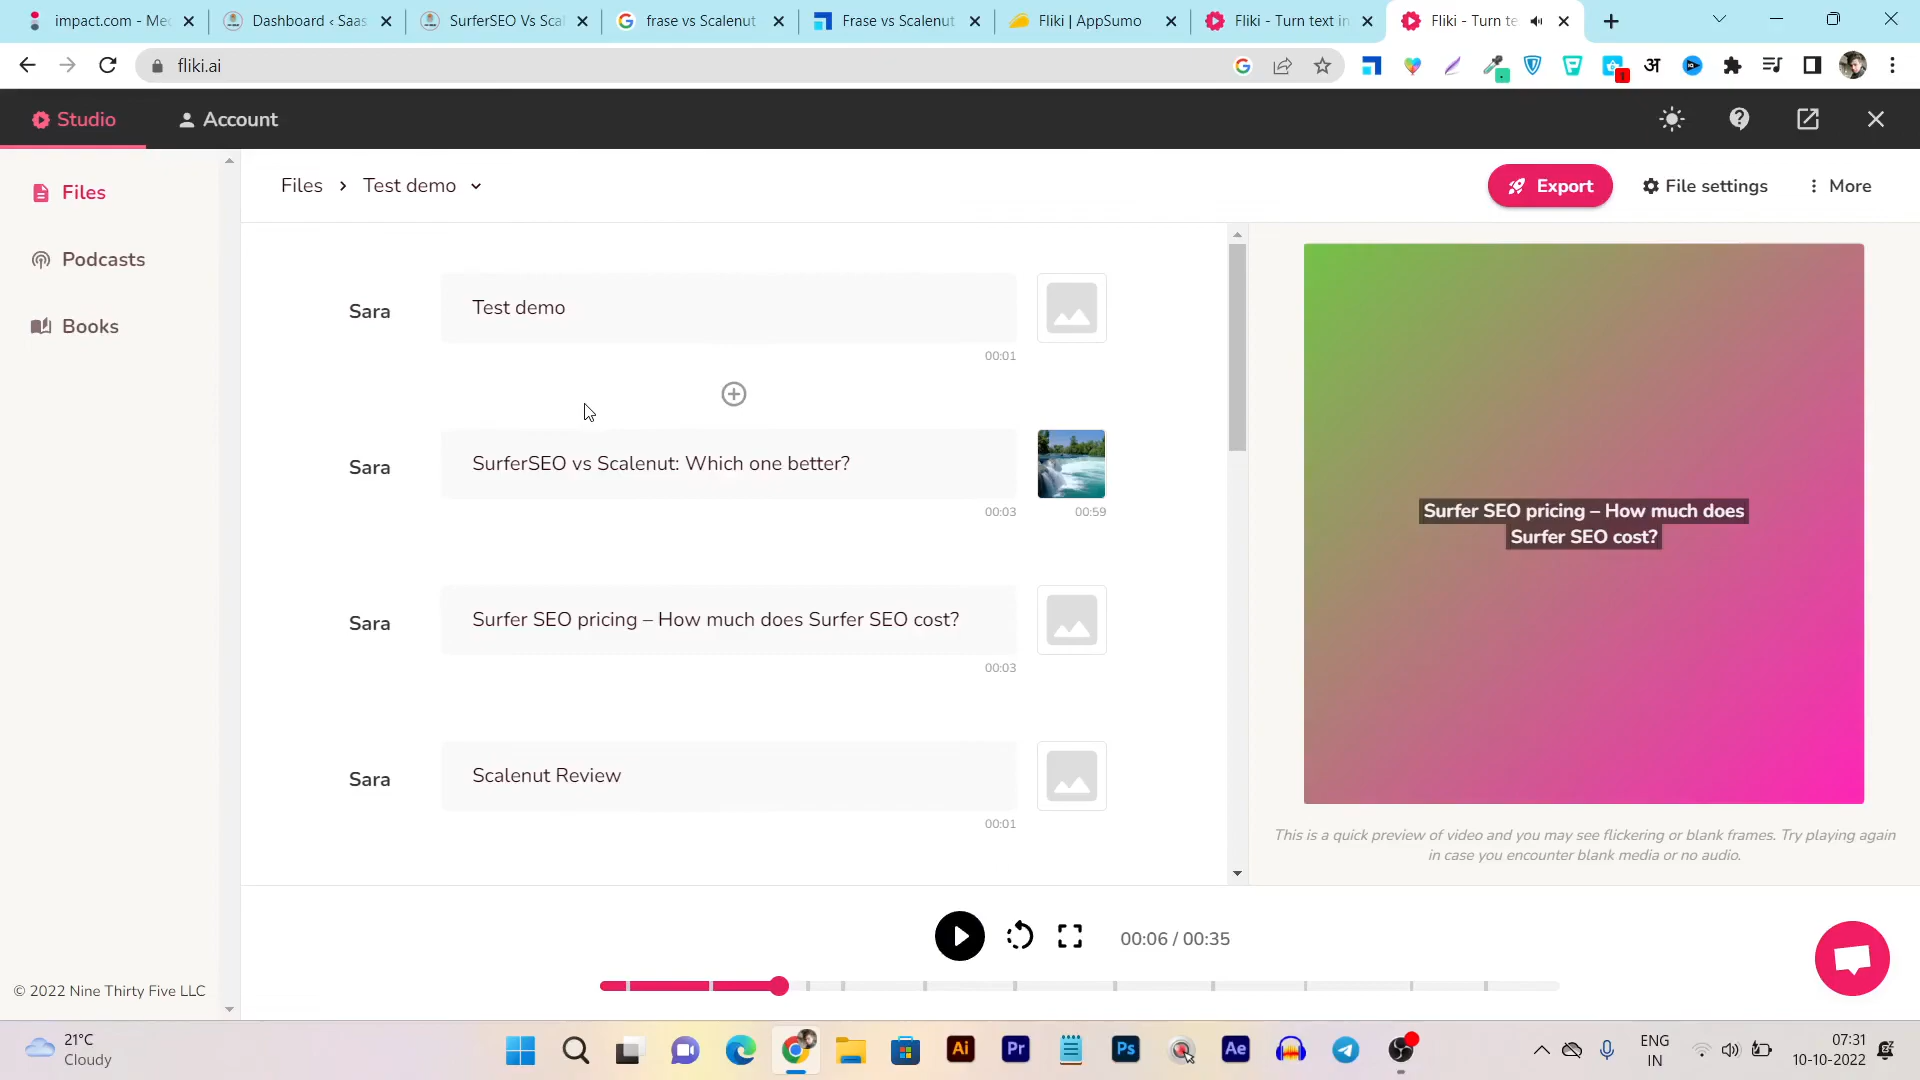 impact.com - Me
Dashboard ‹ Saas
SurferSEO Vs Scal
frase vs Scalenut
Frase vs Scalenut
Fliki | AppSumo
Fliki - Turn text in
Fliki - Turn te
fliki.ai
अ
Studio
Account
Files
Podcasts
Books
© 2022 Nine Thirty Five LLC
Files › Test demo
Export
File settings
More
Sara
Test demo
00:01
Sara
SurferSEO vs Scalenut: Which one better?
00:03
00:59
Sara
Surfer SEO pricing – How much does Surfer SEO cost?
00:03
Sara
Scalenut Review
00:01
Surfer SEO pricing – How much does
Surfer SEO cost?
This is a quick preview of video and you may see flickering or blank frames. Try playing again
in case you encounter blank media or no audio.
00:06 / 00:35
21°C
Cloudy
Ai
Pr
Ps
Ae
ENG
IN
07:31
10-10-2022